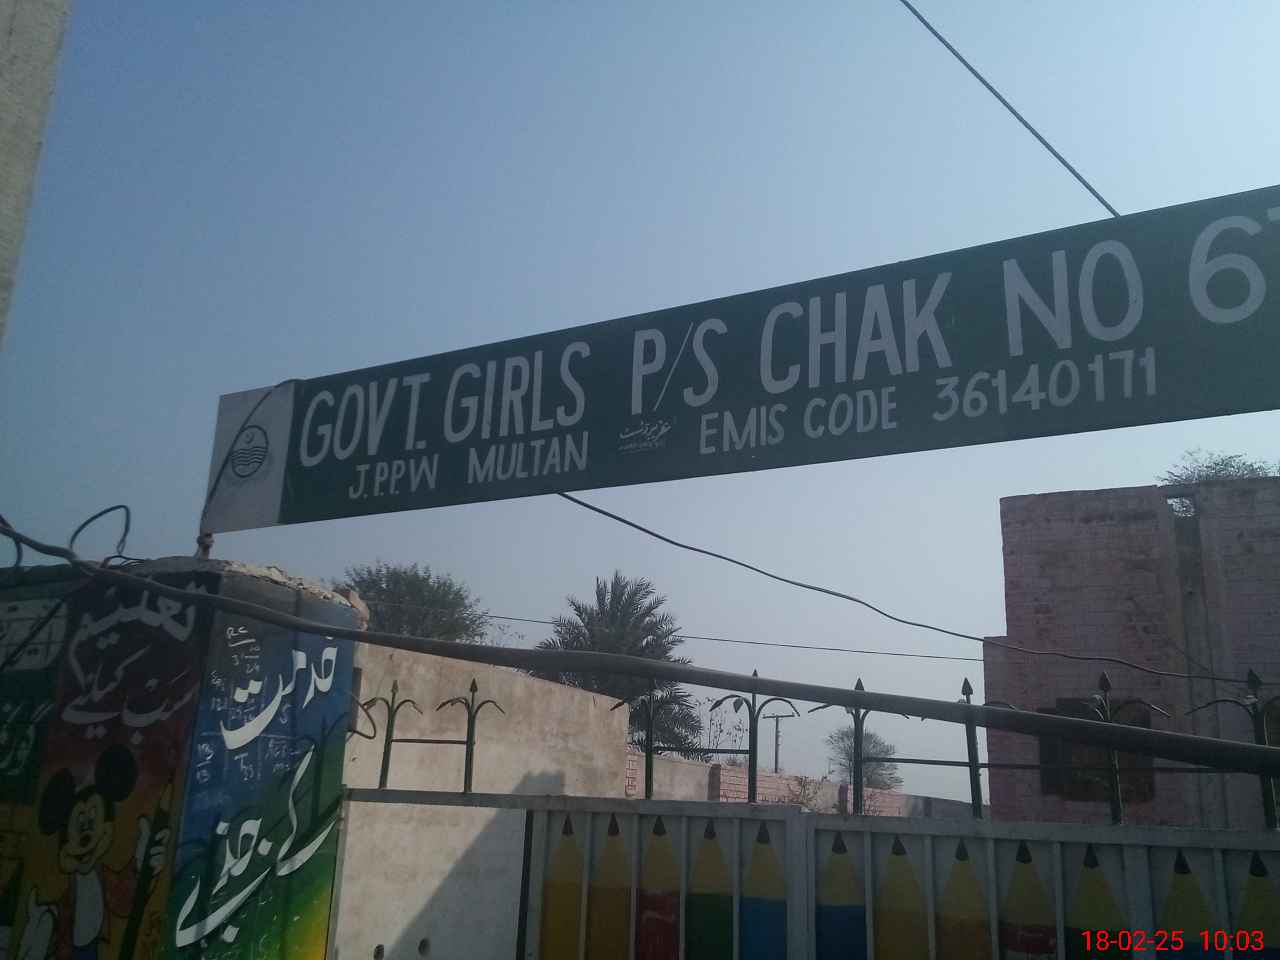 GOVT. GIRLS P/S CHAK NO 6
J.P.P.W MULTAN EMIS CODE 36140171
تعلیم
سب کیلئے
خدمت
کے
جذبے
18-02-25 10:03